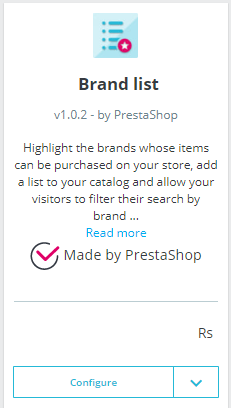 Brand list
v1.0.2 - by PrestaShop
Highlight the brands whose items
can be purchased on your store, add
a list to your catalog and allow your
visitors to filter their search by
brand ...
Read more
Made by PrestaShop
Rs
Configure